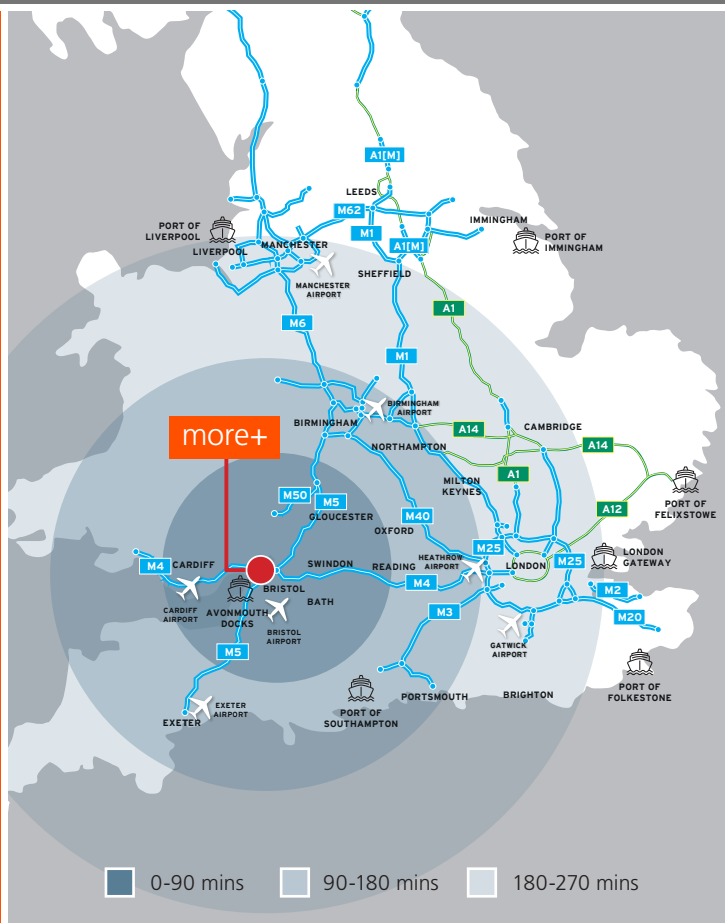 A1[M]
LEEDS
M62
PORT OF
LIVERPOOL
IMMINGHAM
M1
PORT OF
IMMINGHAM
MANCHESTER
A1[M]
LIVERPOOL
SHEFFIELD
MANCHESTER
AIRPORT
A1
M6
M1
BIRMINGHAM
AIRPORT
more+
BIRMINGHAM
A14
CAMBRIDGE
NORTHAMPTON
A14
A1
MILTON
KEYNES
M50
M5
PORT OF
FELIXSTOWE
GLOUCESTER
M40
A12
OXFORD
M25
LONDON
GATEWAY
M4
CARDIFF
SWINDON
READING
HEATHROW
AIRPORT
LONDON
M25
M4
BRISTOL
M2
CARDIFF
AIRPORT
AVONMOUTH
DOCKS
BATH
M3
M20
BRISTOL
AIRPORT
GATWICK
AIRPORT
M5
PORT OF
FOLKESTONE
PORTSMOUTH
BRIGHTON
EXETER
AIRPORT
EXETER
PORT OF
SOUTHAMPTON
0-90 mins
90-180 mins
180-270 mins